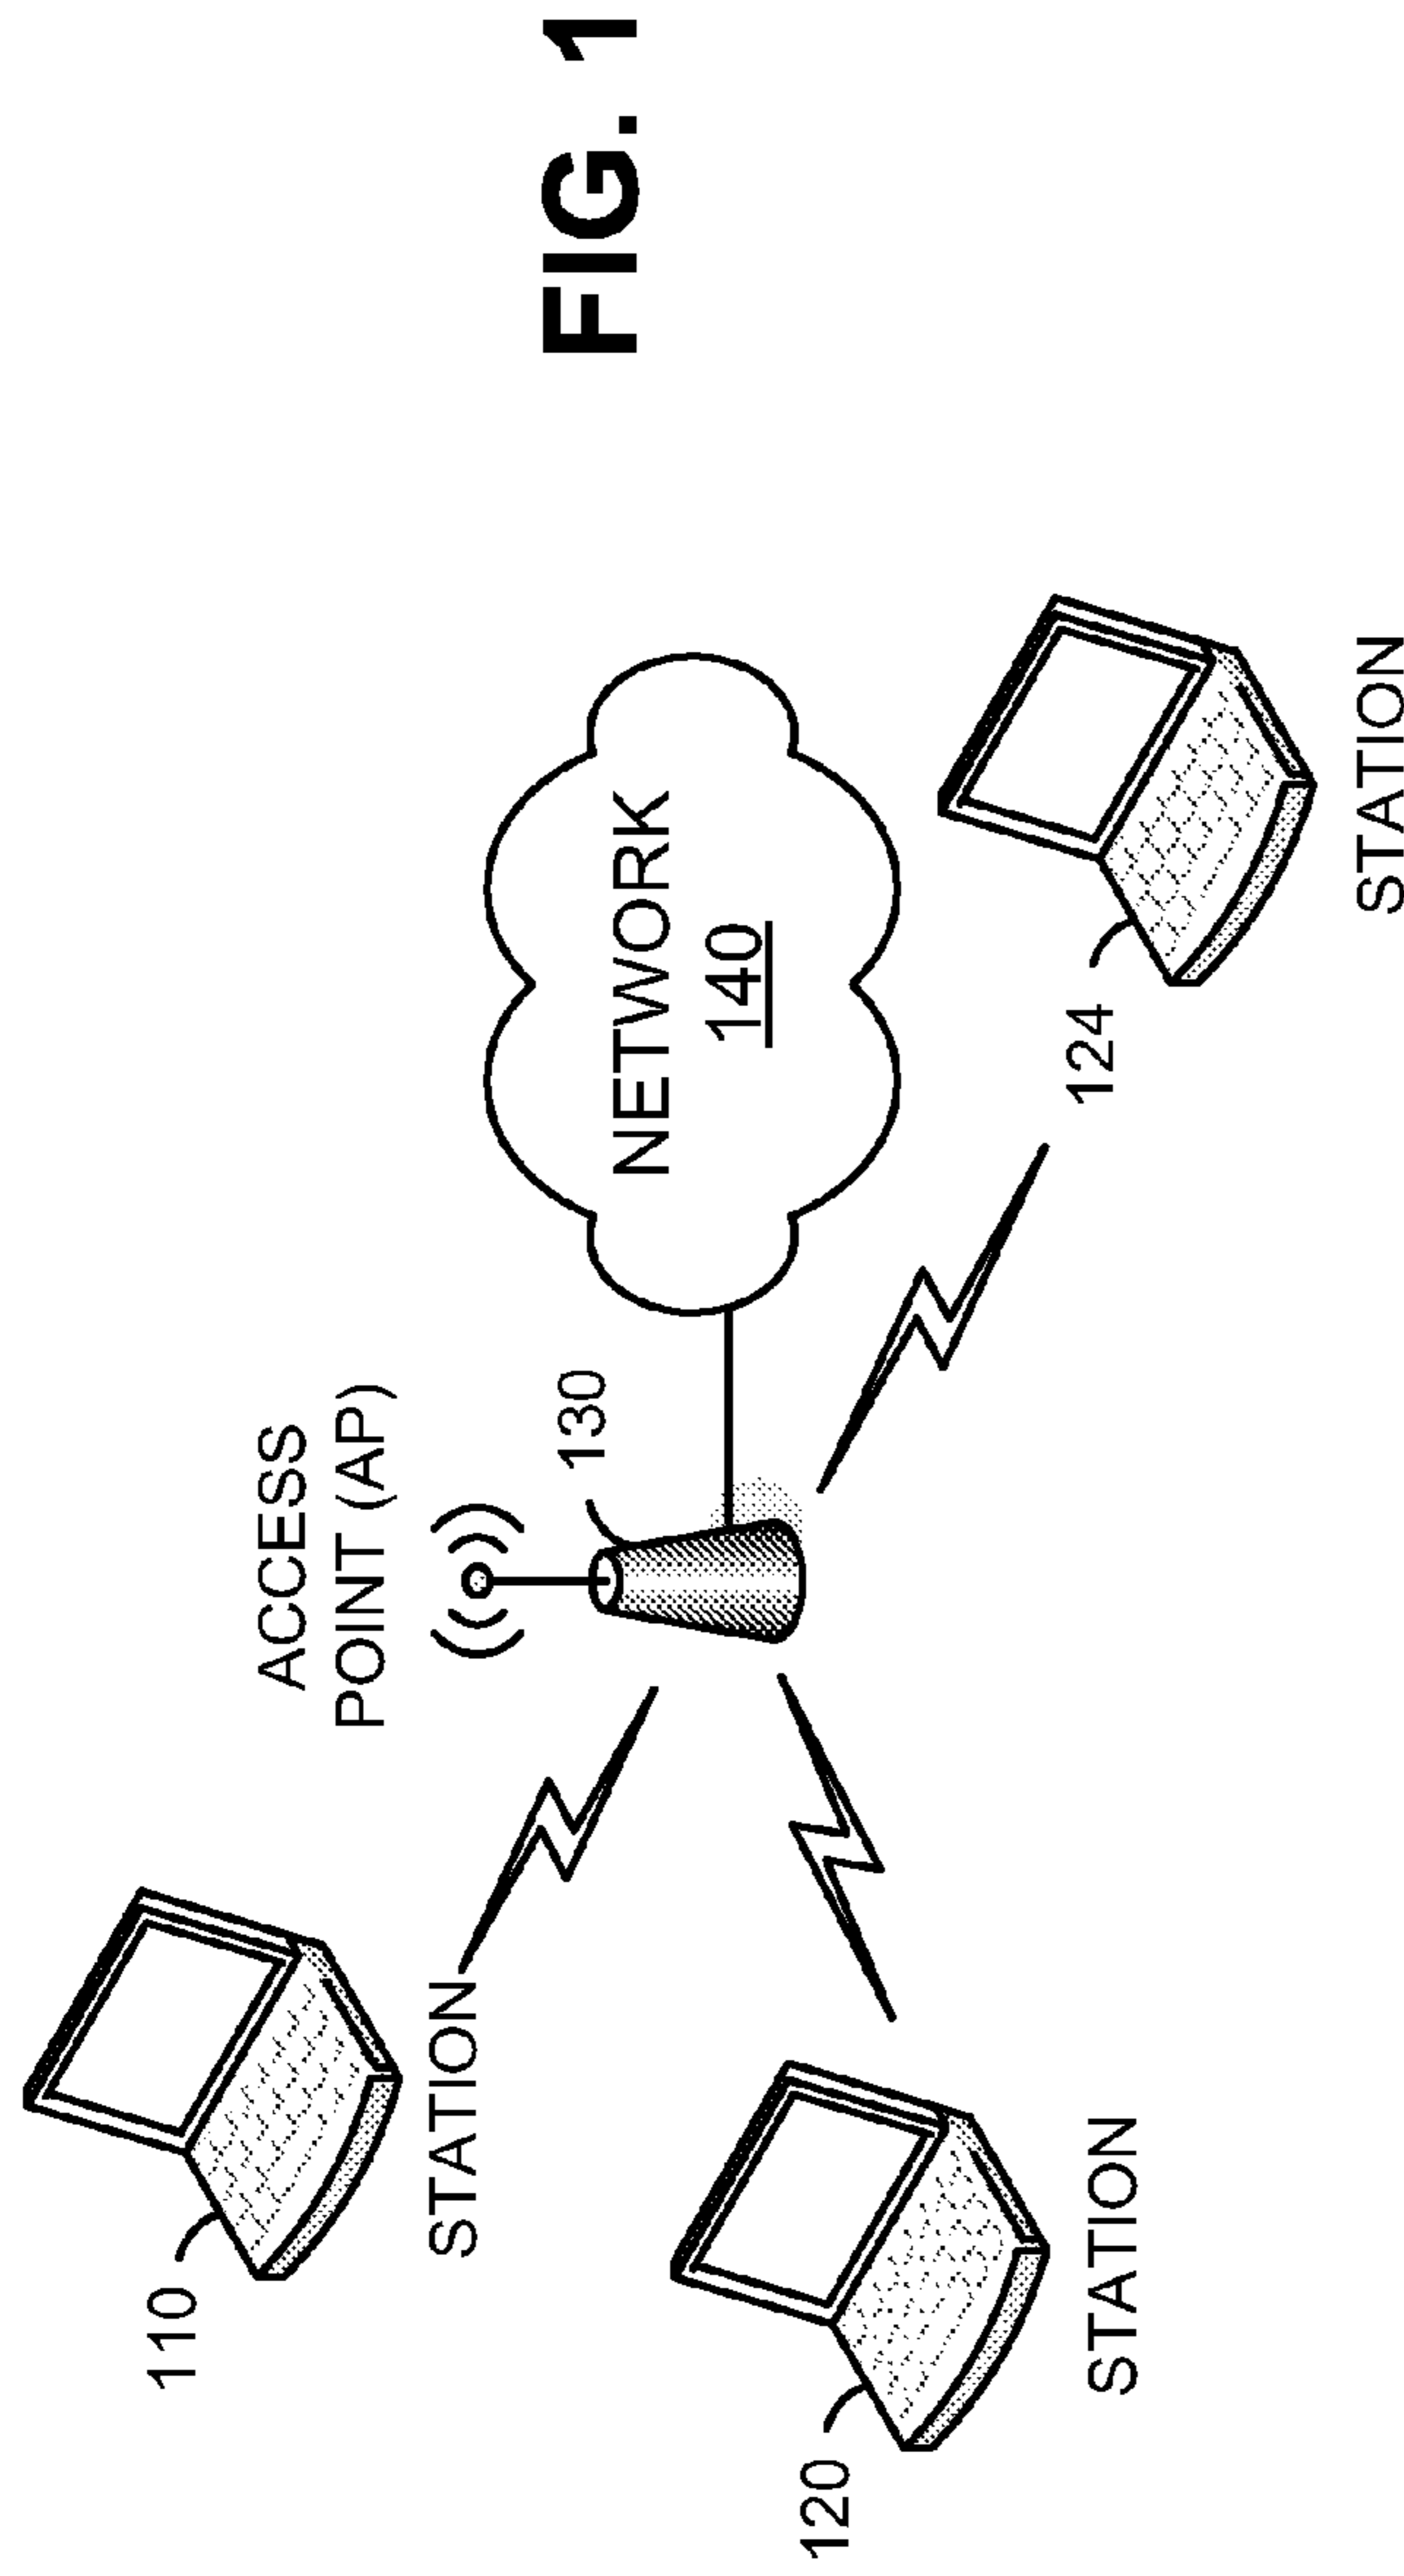 ACCESS
POINT (AP)
110
130
STATION
NETWORK
140
120
124
STATION
STATION
FIG. 1